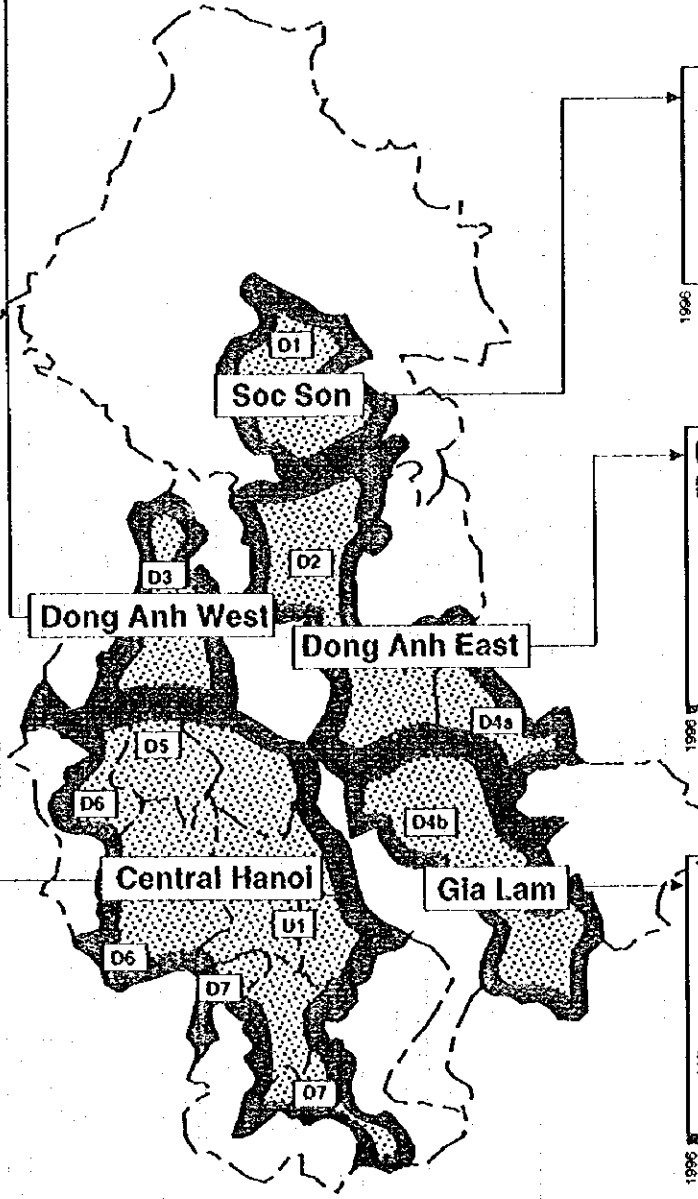 D1
Soc Son
1996
D2
D3
Dong Anh West
Dong Anh East
D4a
1996
D5
D6
D4b
Central Hanoi
Gia Lam
U1
D6
D7
D7
1996